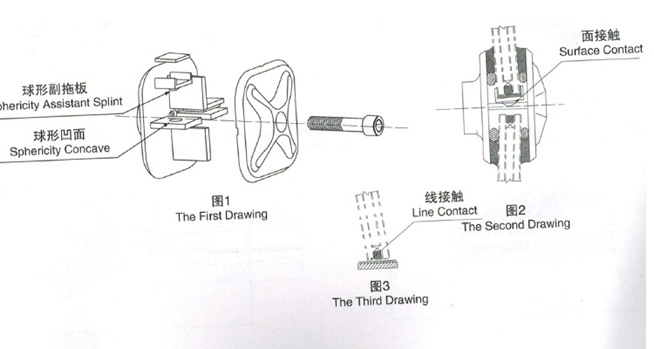 球形副拖板
phericity Assistant Splint
球形凹面
Sphericity Concave
图1
The First Drawing
面接触
Surface Contact
图2
The Second Drawing
线接触
Line Contact
图3
The Third Drawing